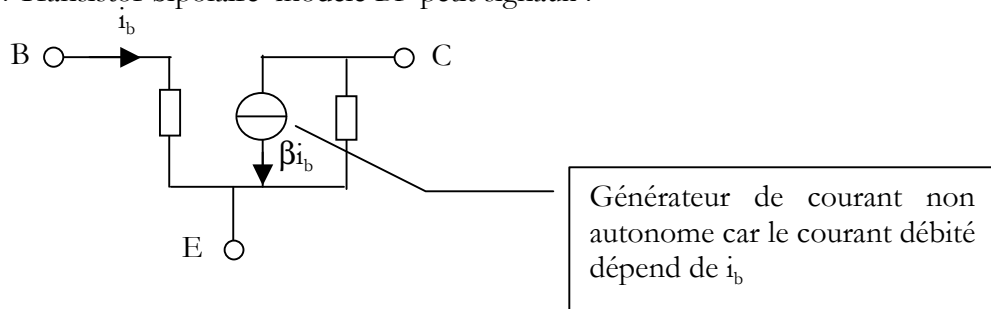 Transistor bipolaire modèle BF petit signaux :
i_b
B
C
βi_b
E
Générateur de courant non
autonome car le courant débité
dépend de i_b